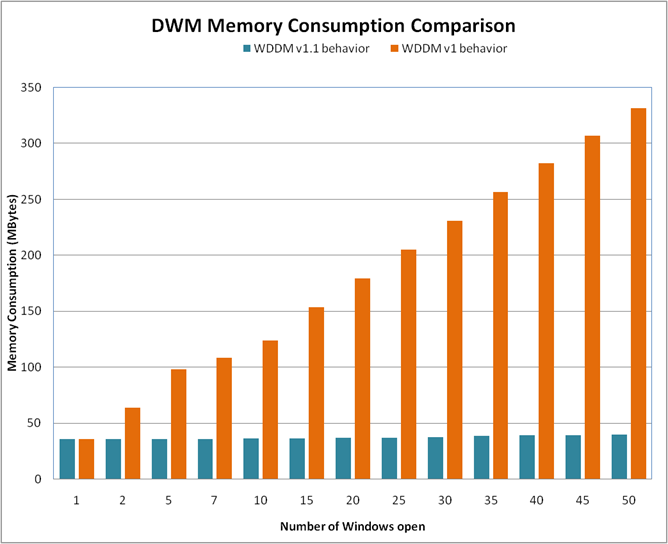 DWM Memory Consumption Comparison
WDDM v1.1 behavior WDDM v1 behavior
350
300
250
200
150
100
50
0
Memory Consumption (MBytes)
1 2 5 7 10 15 20 25 30 35 40 45 50
Number of Windows open